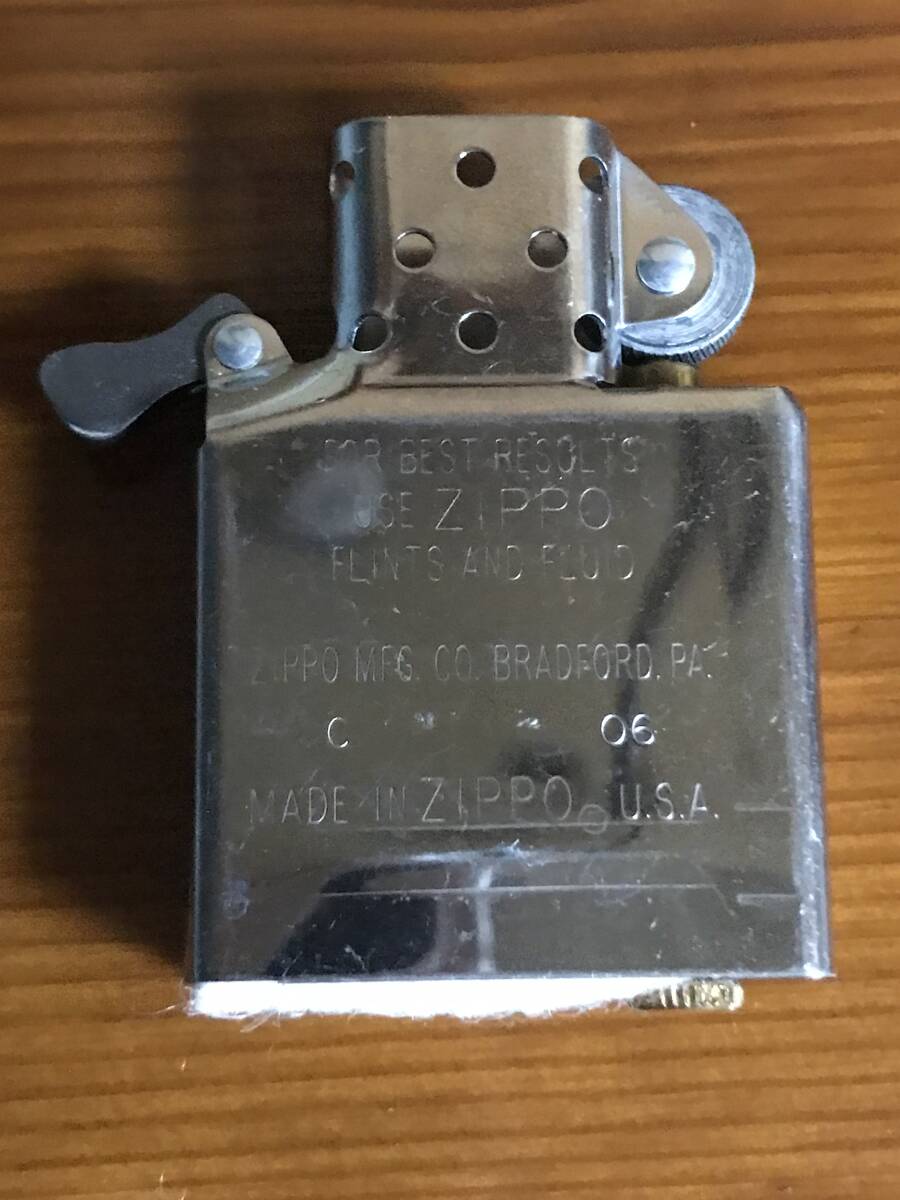 FOR BEST RESULTS
USE ZIPPO
FLINTS AND FLUID
ZIPPO MFG. CO. BRADFORD, PA.
C 06
MADE IN ZIPPO® U.S.A.